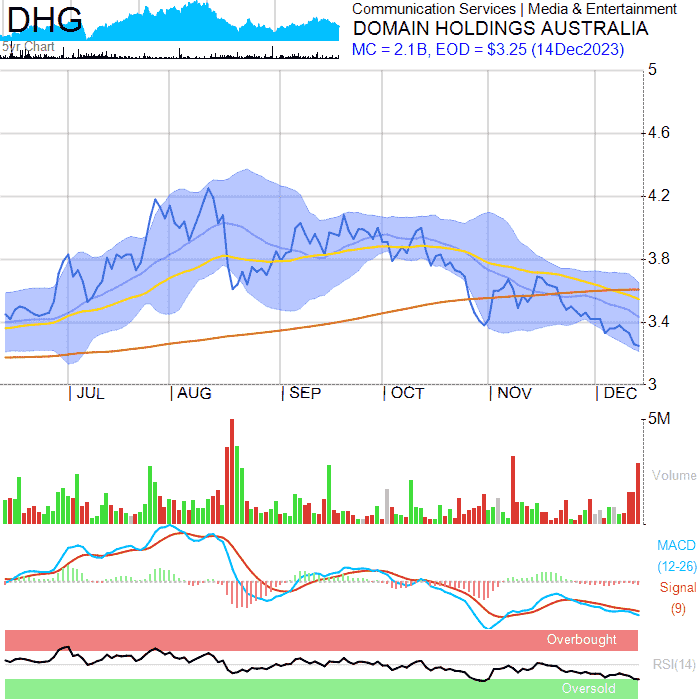 DHG
5yr Chart
Communication Services | Media & Entertainment
DOMAIN HOLDINGS AUSTRALIA
MC = 2.1B, EOD = $3.25 (14Dec2023)
5
4.6
4.2
3.8
3.4
3
| JUL | AUG | SEP | OCT | NOV | DEC
5M
Volume
MACD
(12-26)
Signal
(9)
Overbought
RSI(14)
Oversold